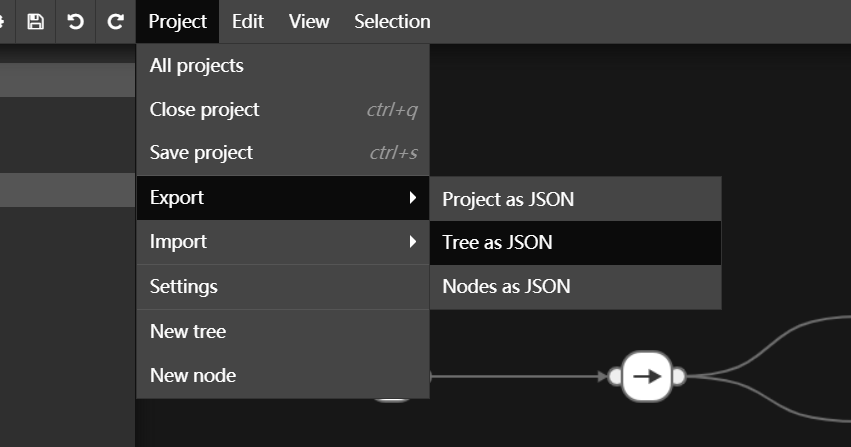 Project Edit View Selection
All projects
Close project ctrl+q
Save project ctrl+s
Export
Project as JSON
Import
Tree as JSON
Settings
Nodes as JSON
New tree
New node